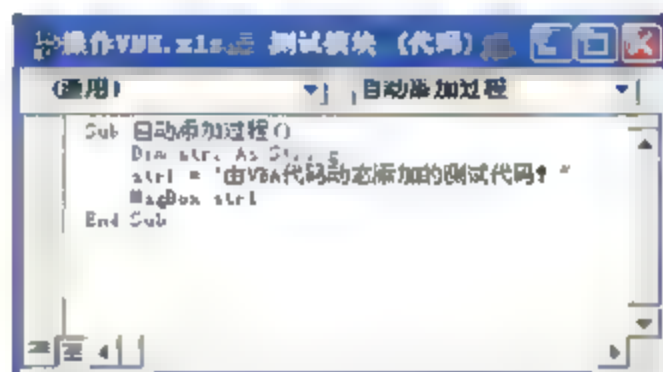 操作VBE.xls - 测试模块 (代码)
(通用) 自动添加过程
Sub 自动添加过程()
Dim str1 As String
str1 = "由VBA代码动态添加的测试代码!"
MsgBox str1
End Sub